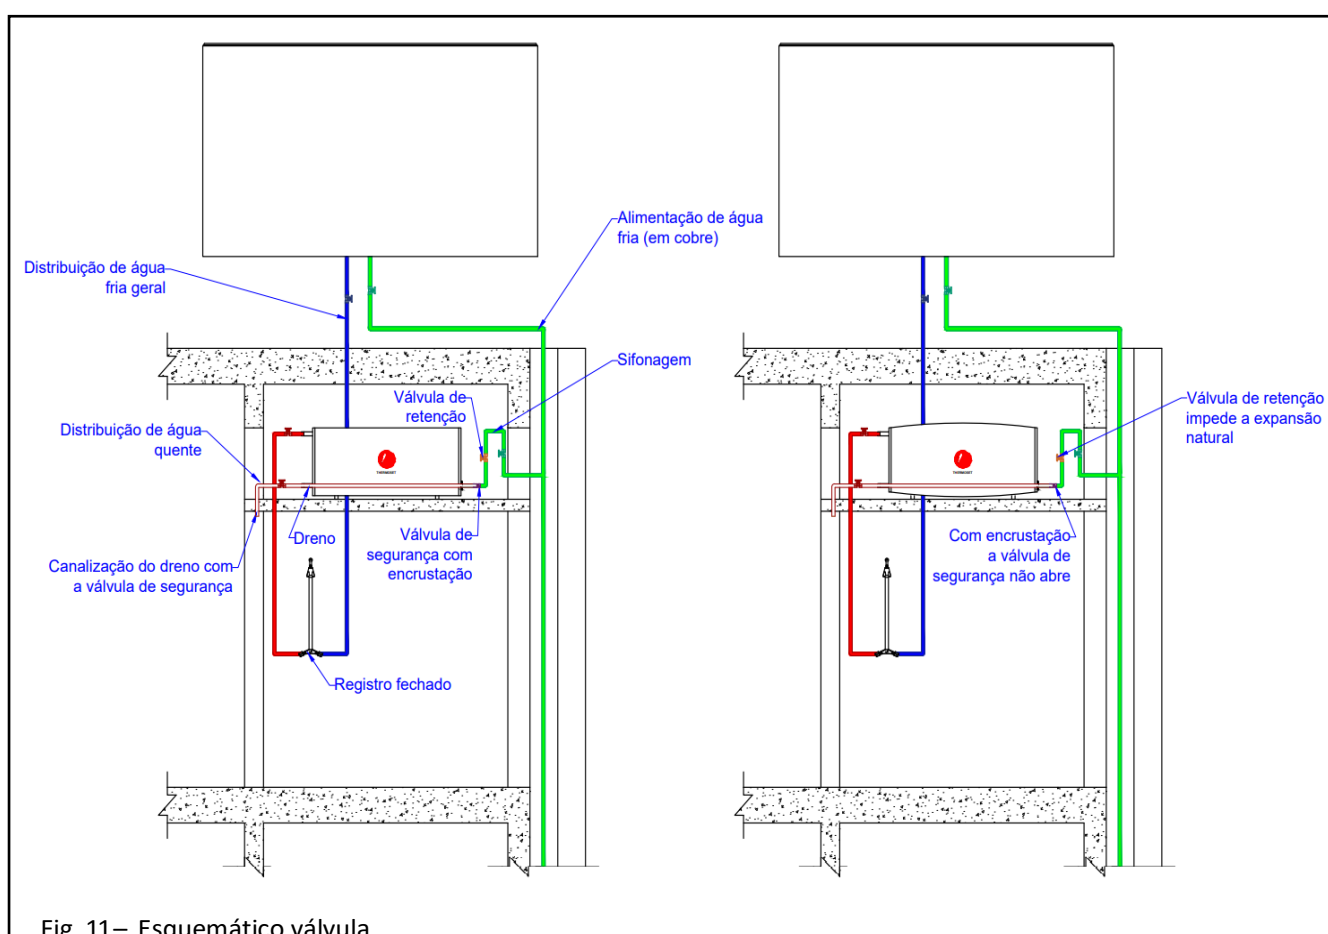 Alimentação de água
fria (em cobre)
Distribuição de água
fria geral
Sifonagem
Válvula de
retenção
Distribuição de água
quente
THERMOSET
Dreno
Válvula de
segurança com
encrustação
Canalização do dreno com
a válvula de segurança
Registro fechado
Válvula de retenção
impede a expansão
natural
THERMOSET
Com encrustação
a válvula de
segurança não abre
Fig. 11– Esquemático válvula